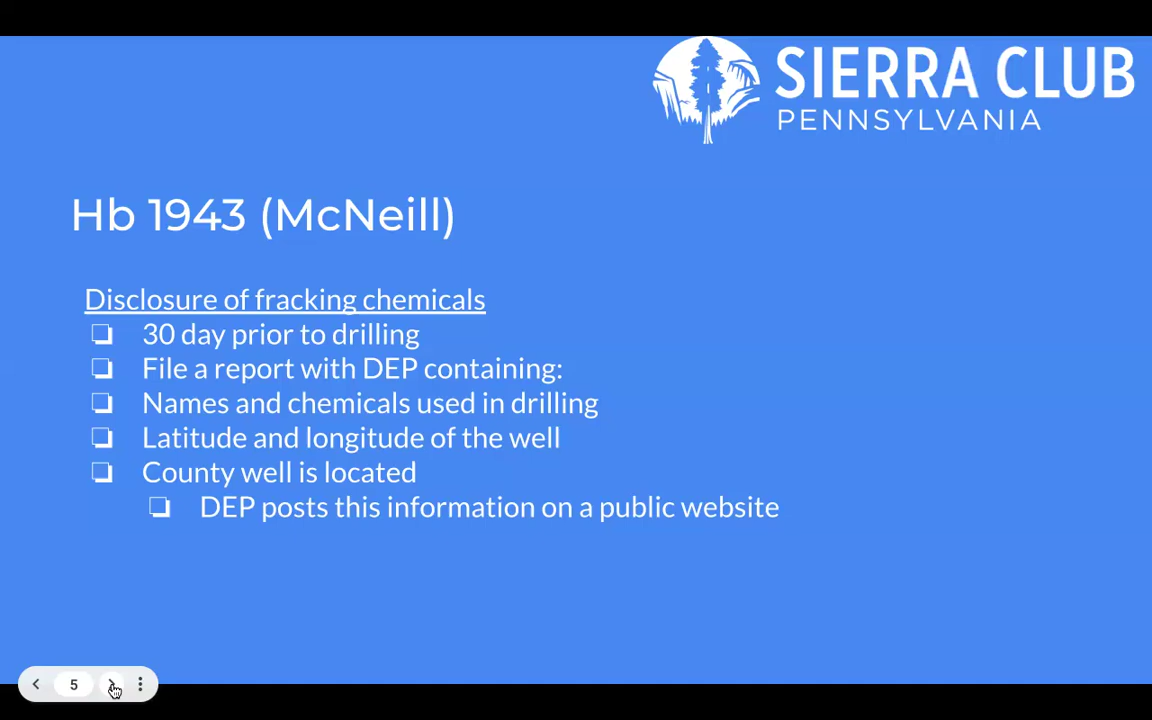 SIERRA CLUB
PENNSYLVANIA
Hb 1943 (McNeill)
Disclosure of fracking chemicals
30 day prior to drilling
File a report with DEP containing:
Names and chemicals used in drilling
Latitude and longitude of the well
County well is located
DEP posts this information on a public website
5